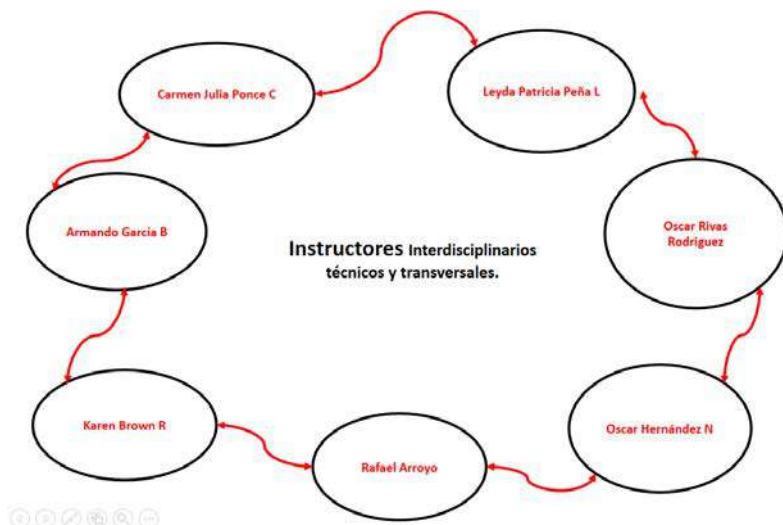 Carmen Julia Ponce C
Leyda Patricia Peña L
Armando García B
Oscar Rivas
Rodriguez
Instructores Interdisciplinarios
técnicos y transversales.
Karen Brown R
Oscar Hernández N
Rafael Arroyo